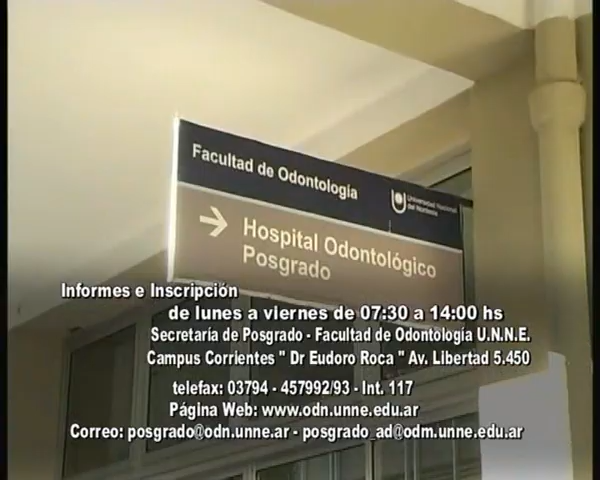 Facultad de Odontología
Universidad Nacional
del Nordeste
→ Hospital Odontológico
Posgrado
Informes e Inscripción
de lunes a viernes de 07:30 a 14:00 hs
Secretaría de Posgrado - Facultad de Odontología U.N.N.E.
Campus Corrientes " Dr Eudoro Roca " Av. Libertad 5.450
telefax: 03794 - 457992/93 - Int. 117
Página Web: www.odn.unne.edu.ar
Correo: posgrado@odn.unne.ar - posgrado_ad@odm.unne.edu.ar